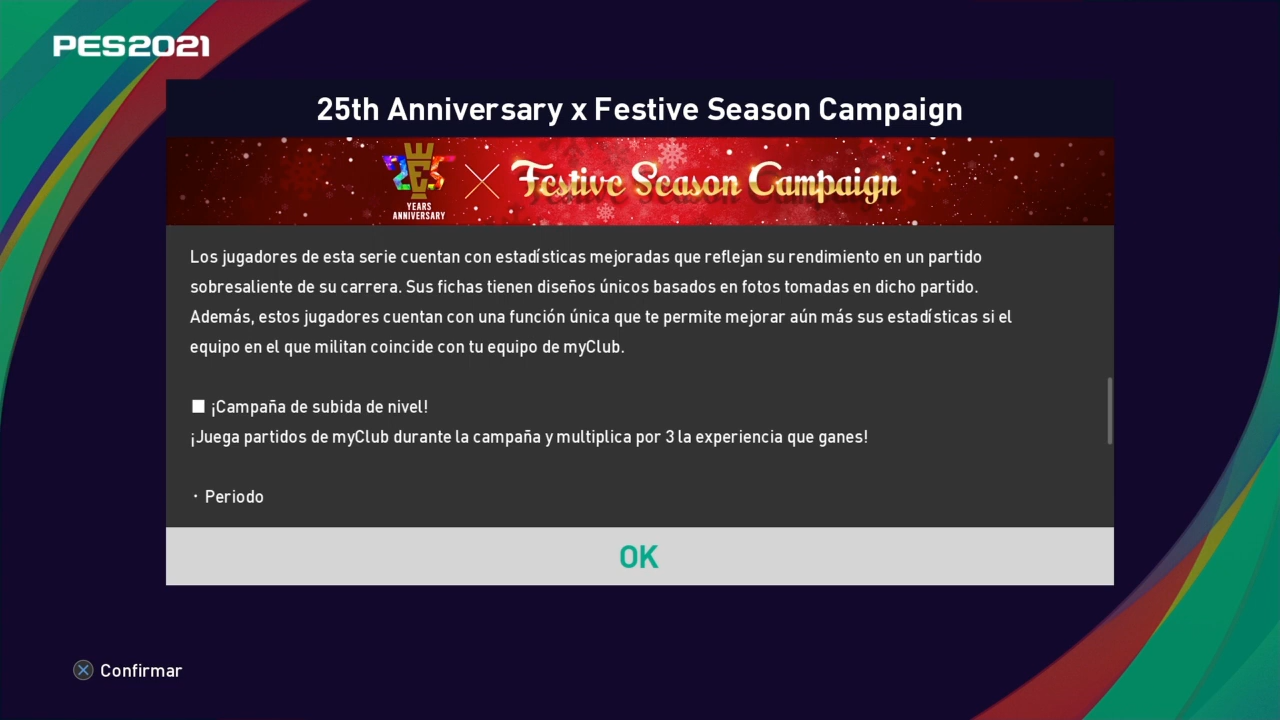 PES2021
25th Anniversary x Festive Season Campaign
25
YEARS
ANNIVERSARY
Festive Season Campaign
Los jugadores de esta serie cuentan con estadísticas mejoradas que reflejan su rendimiento en un partido
sobresaliente de su carrera. Sus fichas tienen diseños únicos basados en fotos tomadas en dicho partido.
Además, estos jugadores cuentan con una función única que te permite mejorar aún más sus estadísticas si el
equipo en el que militan coincide con tu equipo de myClub.
■ ¡Campaña de subida de nivel!
¡Juega partidos de myClub durante la campaña y multiplica por 3 la experiencia que ganes!
・Periodo
OK
Confirmar